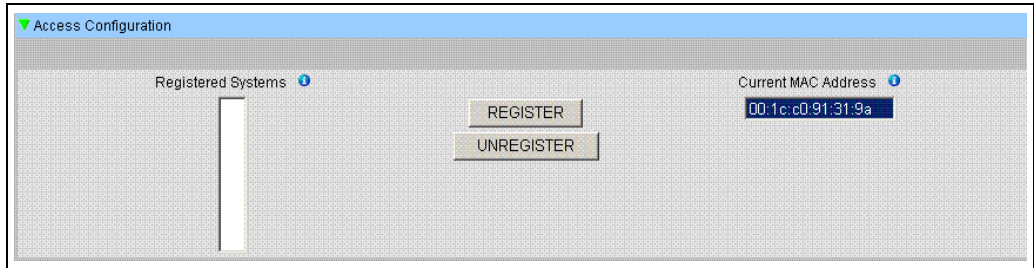 Access Configuration
Registered Systems
Current MAC Address
REGISTER
00:1c:c0:91:31:9a
UNREGISTER